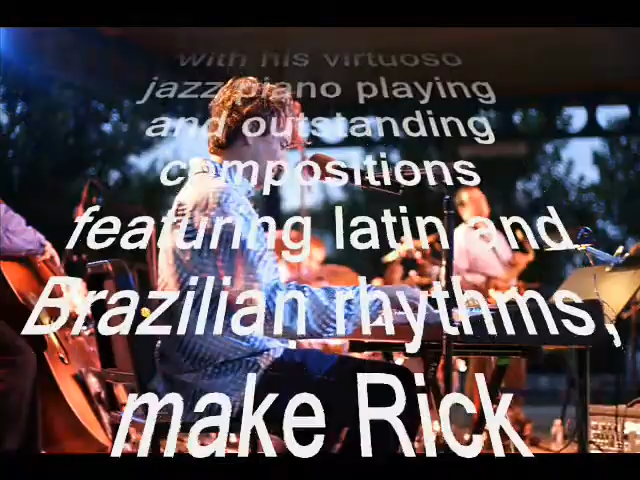 with his virtuoso
jazz piano playing
and outstanding
compositions
featuring latin and
Brazilian rhythms,
make Rick